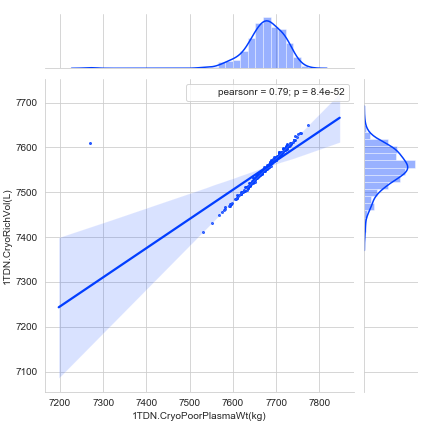 pearsonr = 0.79; p = 8.4e-52
7700
7600
7500
7400
7300
7200
7100
1TDN.CryoRichVol(L)
7200 7300 7400 7500 7600 7700 7800
1TDN.CryoPoorPlasmaWt(kg)